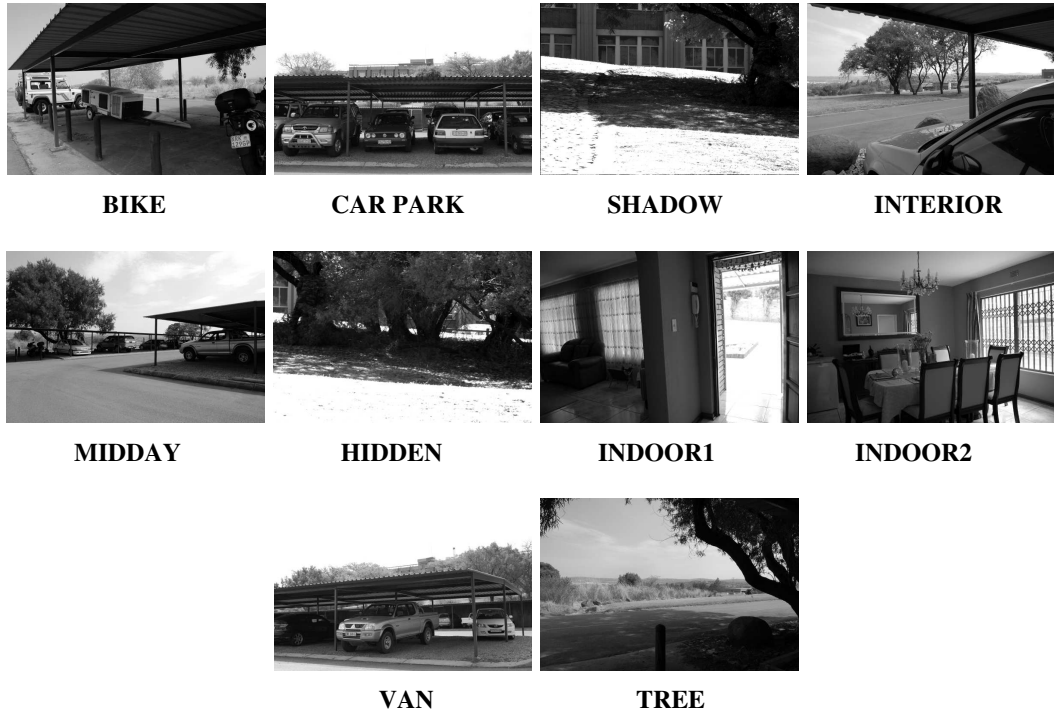 BIKE
CAR PARK
SHADOW
INTERIOR
MIDDAY
HIDDEN
INDOOR1
INDOOR2
VAN
TREE